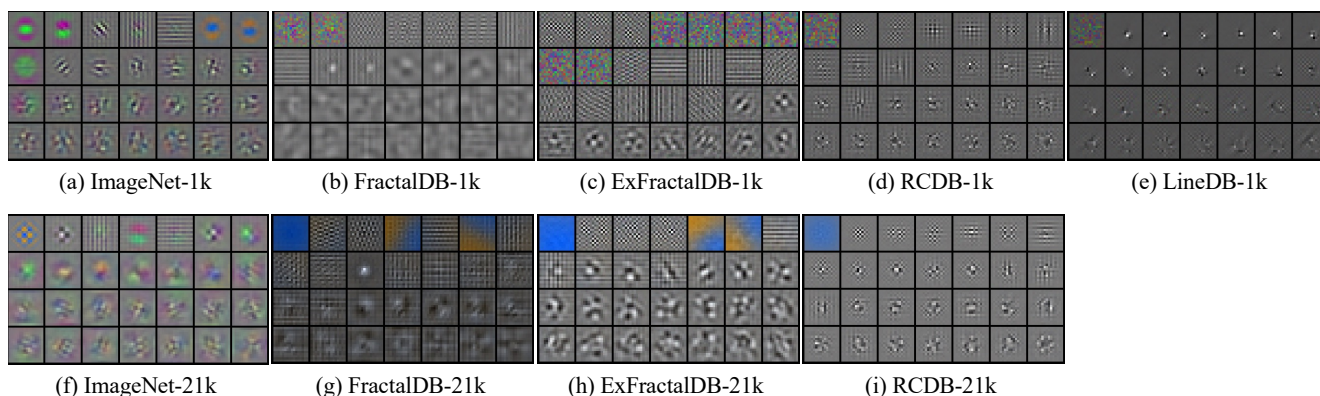 (a) ImageNet-1k
(b) FractalDB-1k
(c) ExFractalDB-1k
(d) RCDB-1k
(e) LineDB-1k
(f) ImageNet-21k
(g) FractalDB-21k
(h) ExFractalDB-21k
(i) RCDB-21k